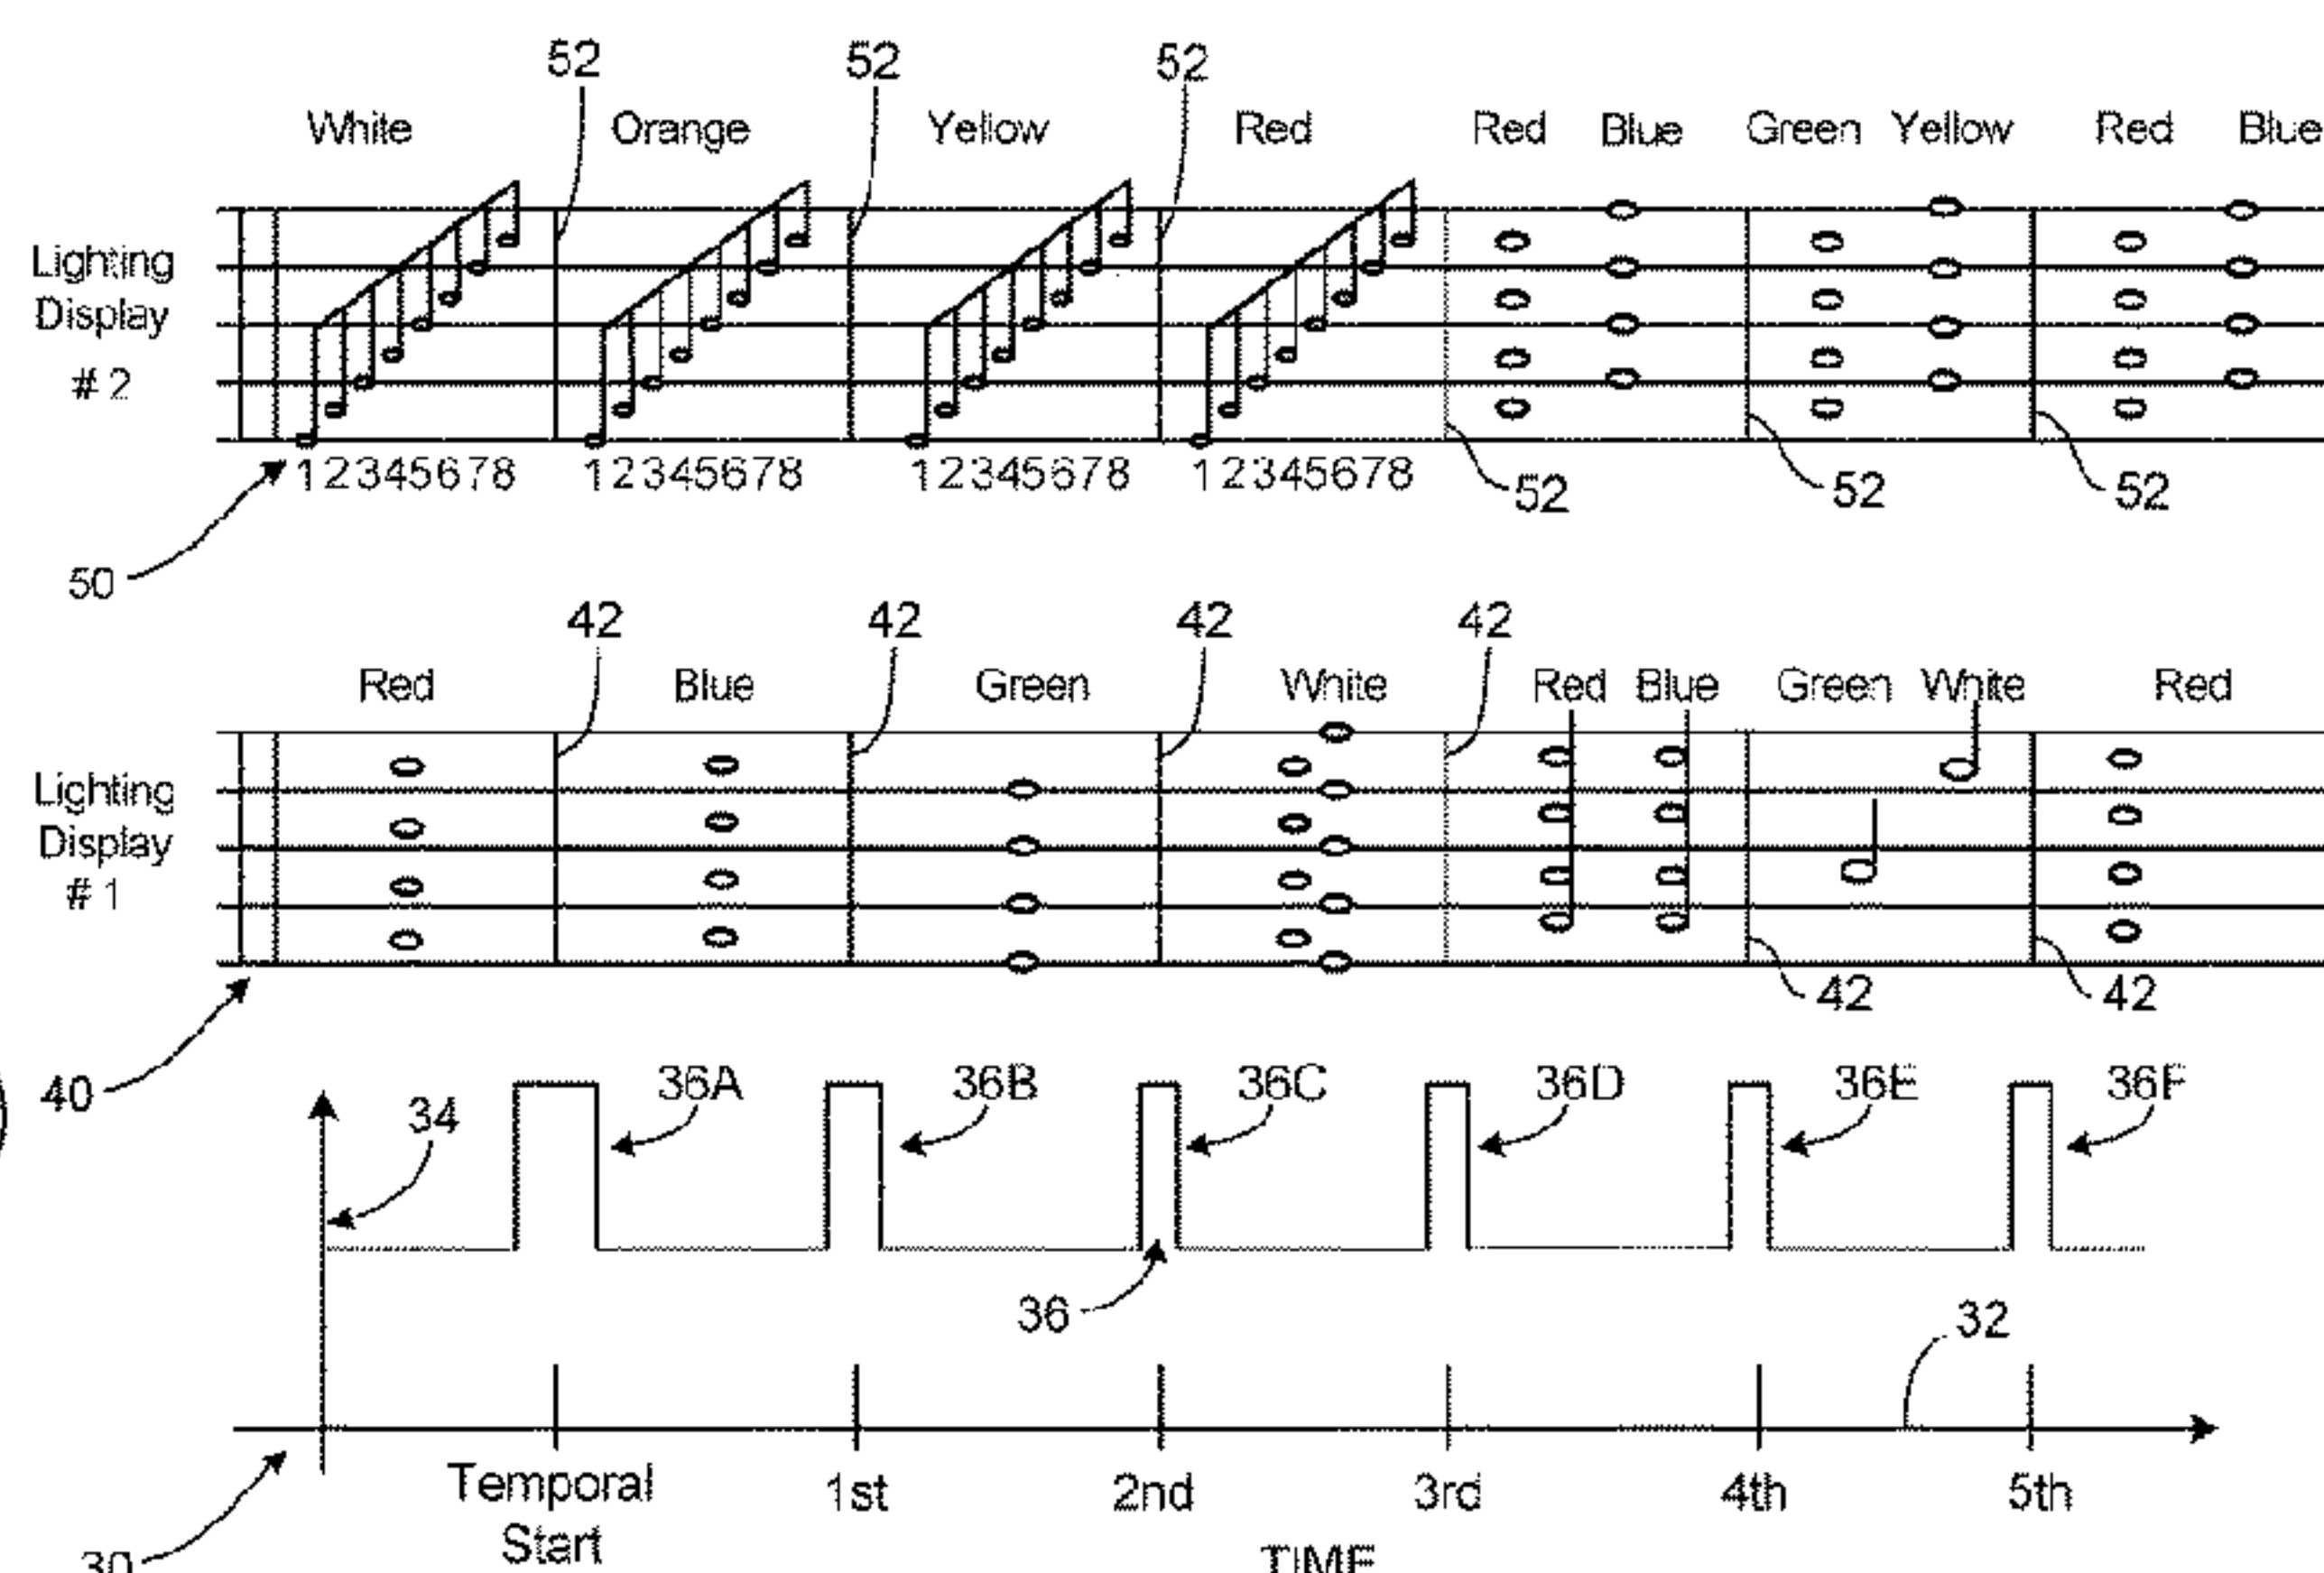 52 52 52
White Orange Yellow Red Red Blue Green Yellow Red Blue
Lighting
Display
# 2
12345678 12345678 12345678 12345678
52 52 52
50
42 42 42 42
Red Blue Green White Red Blue Green White Red
Lighting
Display
# 1
42 42
40
34 36A 36B 36C 36D 36E 36F
36
32
Temporal
Start
1st 2nd 3rd 4th 5th
30
TIME